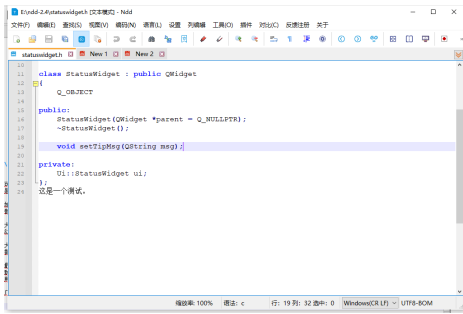 E:\ndd-2.4\statuswidget.h [文本模式] - Ndd
文件(F) 编辑(E) 查找(S) 视图(V) 编码(N) 语言(L) 设置 列编辑 工具(O) 插件 对比(C) 反馈注册 关于
statuswidget.h New 1 New 2
10
11 class StatusWidget : public QWidget
12 {
13 Q_OBJECT
14
15 public:
16 StatusWidget(QWidget *parent = Q_NULLPTR);
17 ~StatusWidget();
18
19 void setTipMsg(QString msg);
20
21 private:
22 Ui::StatusWidget ui;
23 };
24 这是一个测试。
缩放率: 100% 语法: c 行: 19 列: 32 选中: 0 Windows(CR LF) UTF8-BOM